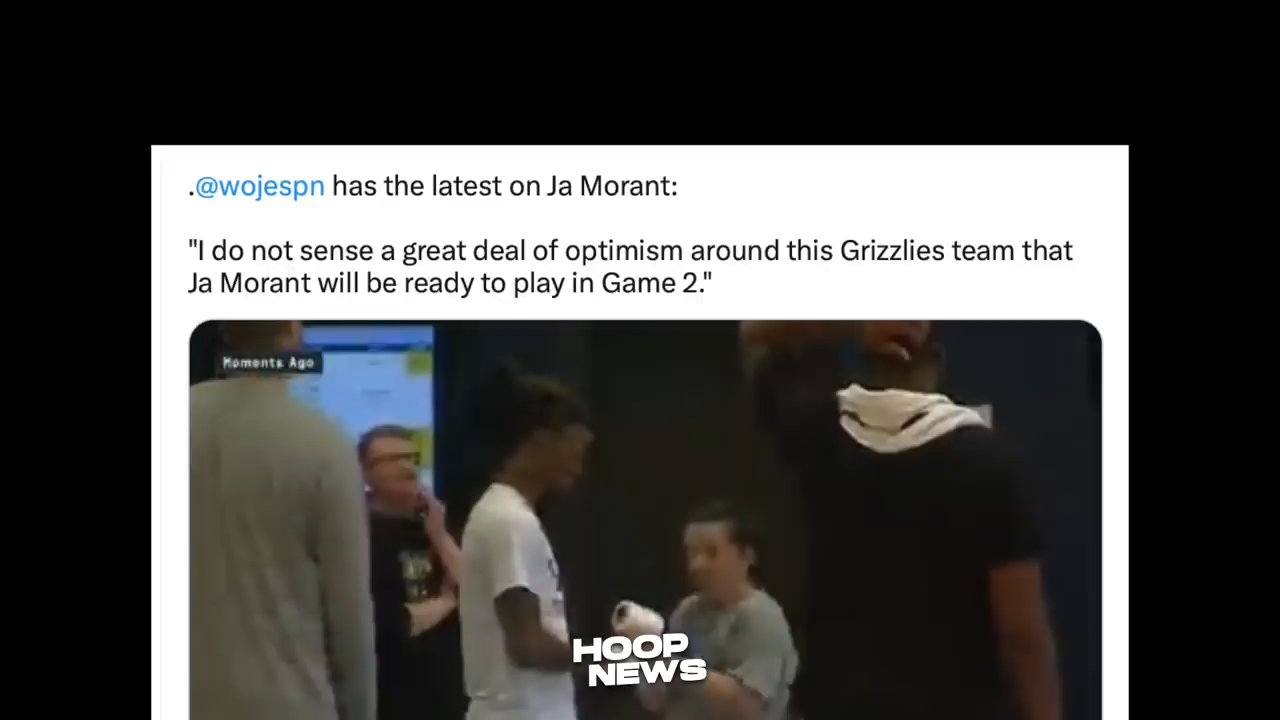 .@wojespn has the latest on Ja Morant:
"I do not sense a great deal of optimism around this Grizzlies team that
Ja Morant will be ready to play in Game 2."
Moments Ago
HOOP
NEWS